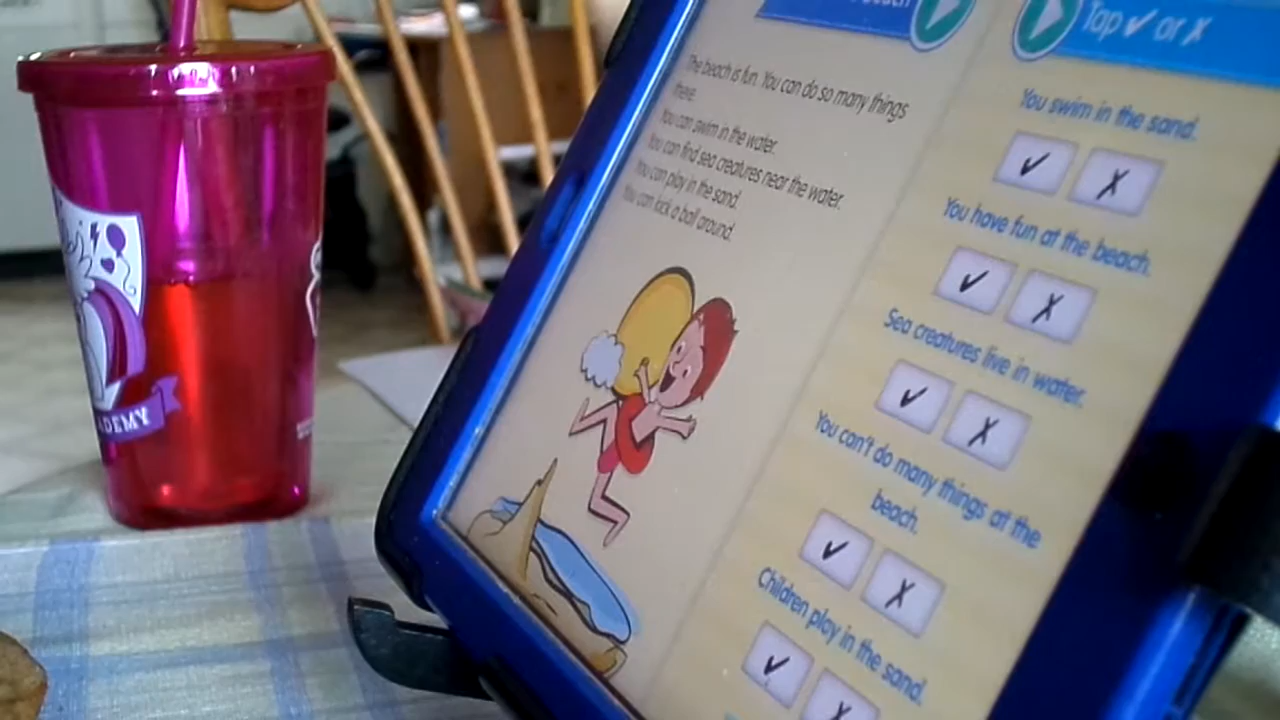 The beach is fun. You can do so many things
there.
You can swim in the water.
You can find sea creatures near the water.
You can play in the sand.
You can kick a ball around.
Tap ✓ or ✗
You swim in the sand.
✓ ✗
You have fun at the beach.
✓ ✗
Sea creatures live in water.
✓ ✗
You can't do many things at the
beach.
✓ ✗
Children play in the sand.
✓ ✗
ADEMY